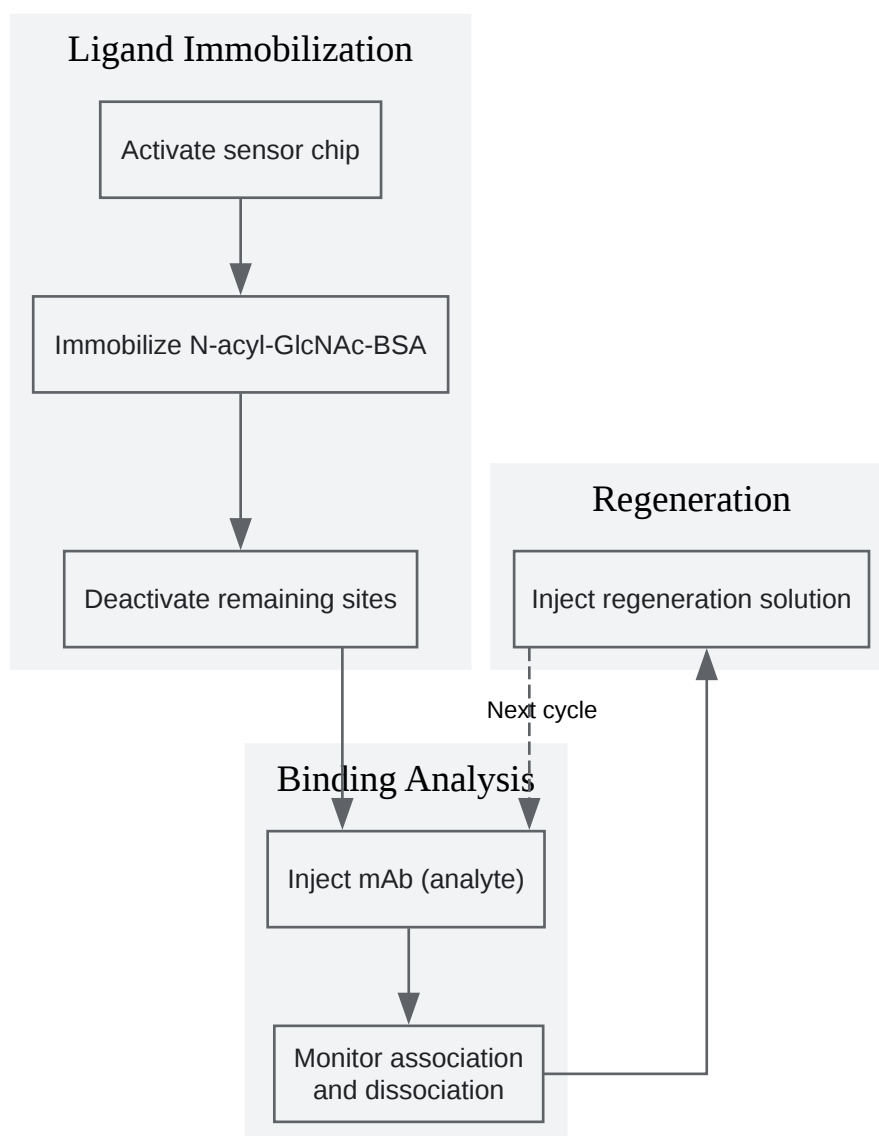 Ligand Immobilization
Activate sensor chip
Immobilize N-acyl-GlcNAc-BSA
Deactivate remaining sites
Regeneration
Inject regeneration solution
Next cycle
Binding Analysis
Inject mAb (analyte)
Monitor association
and dissociation